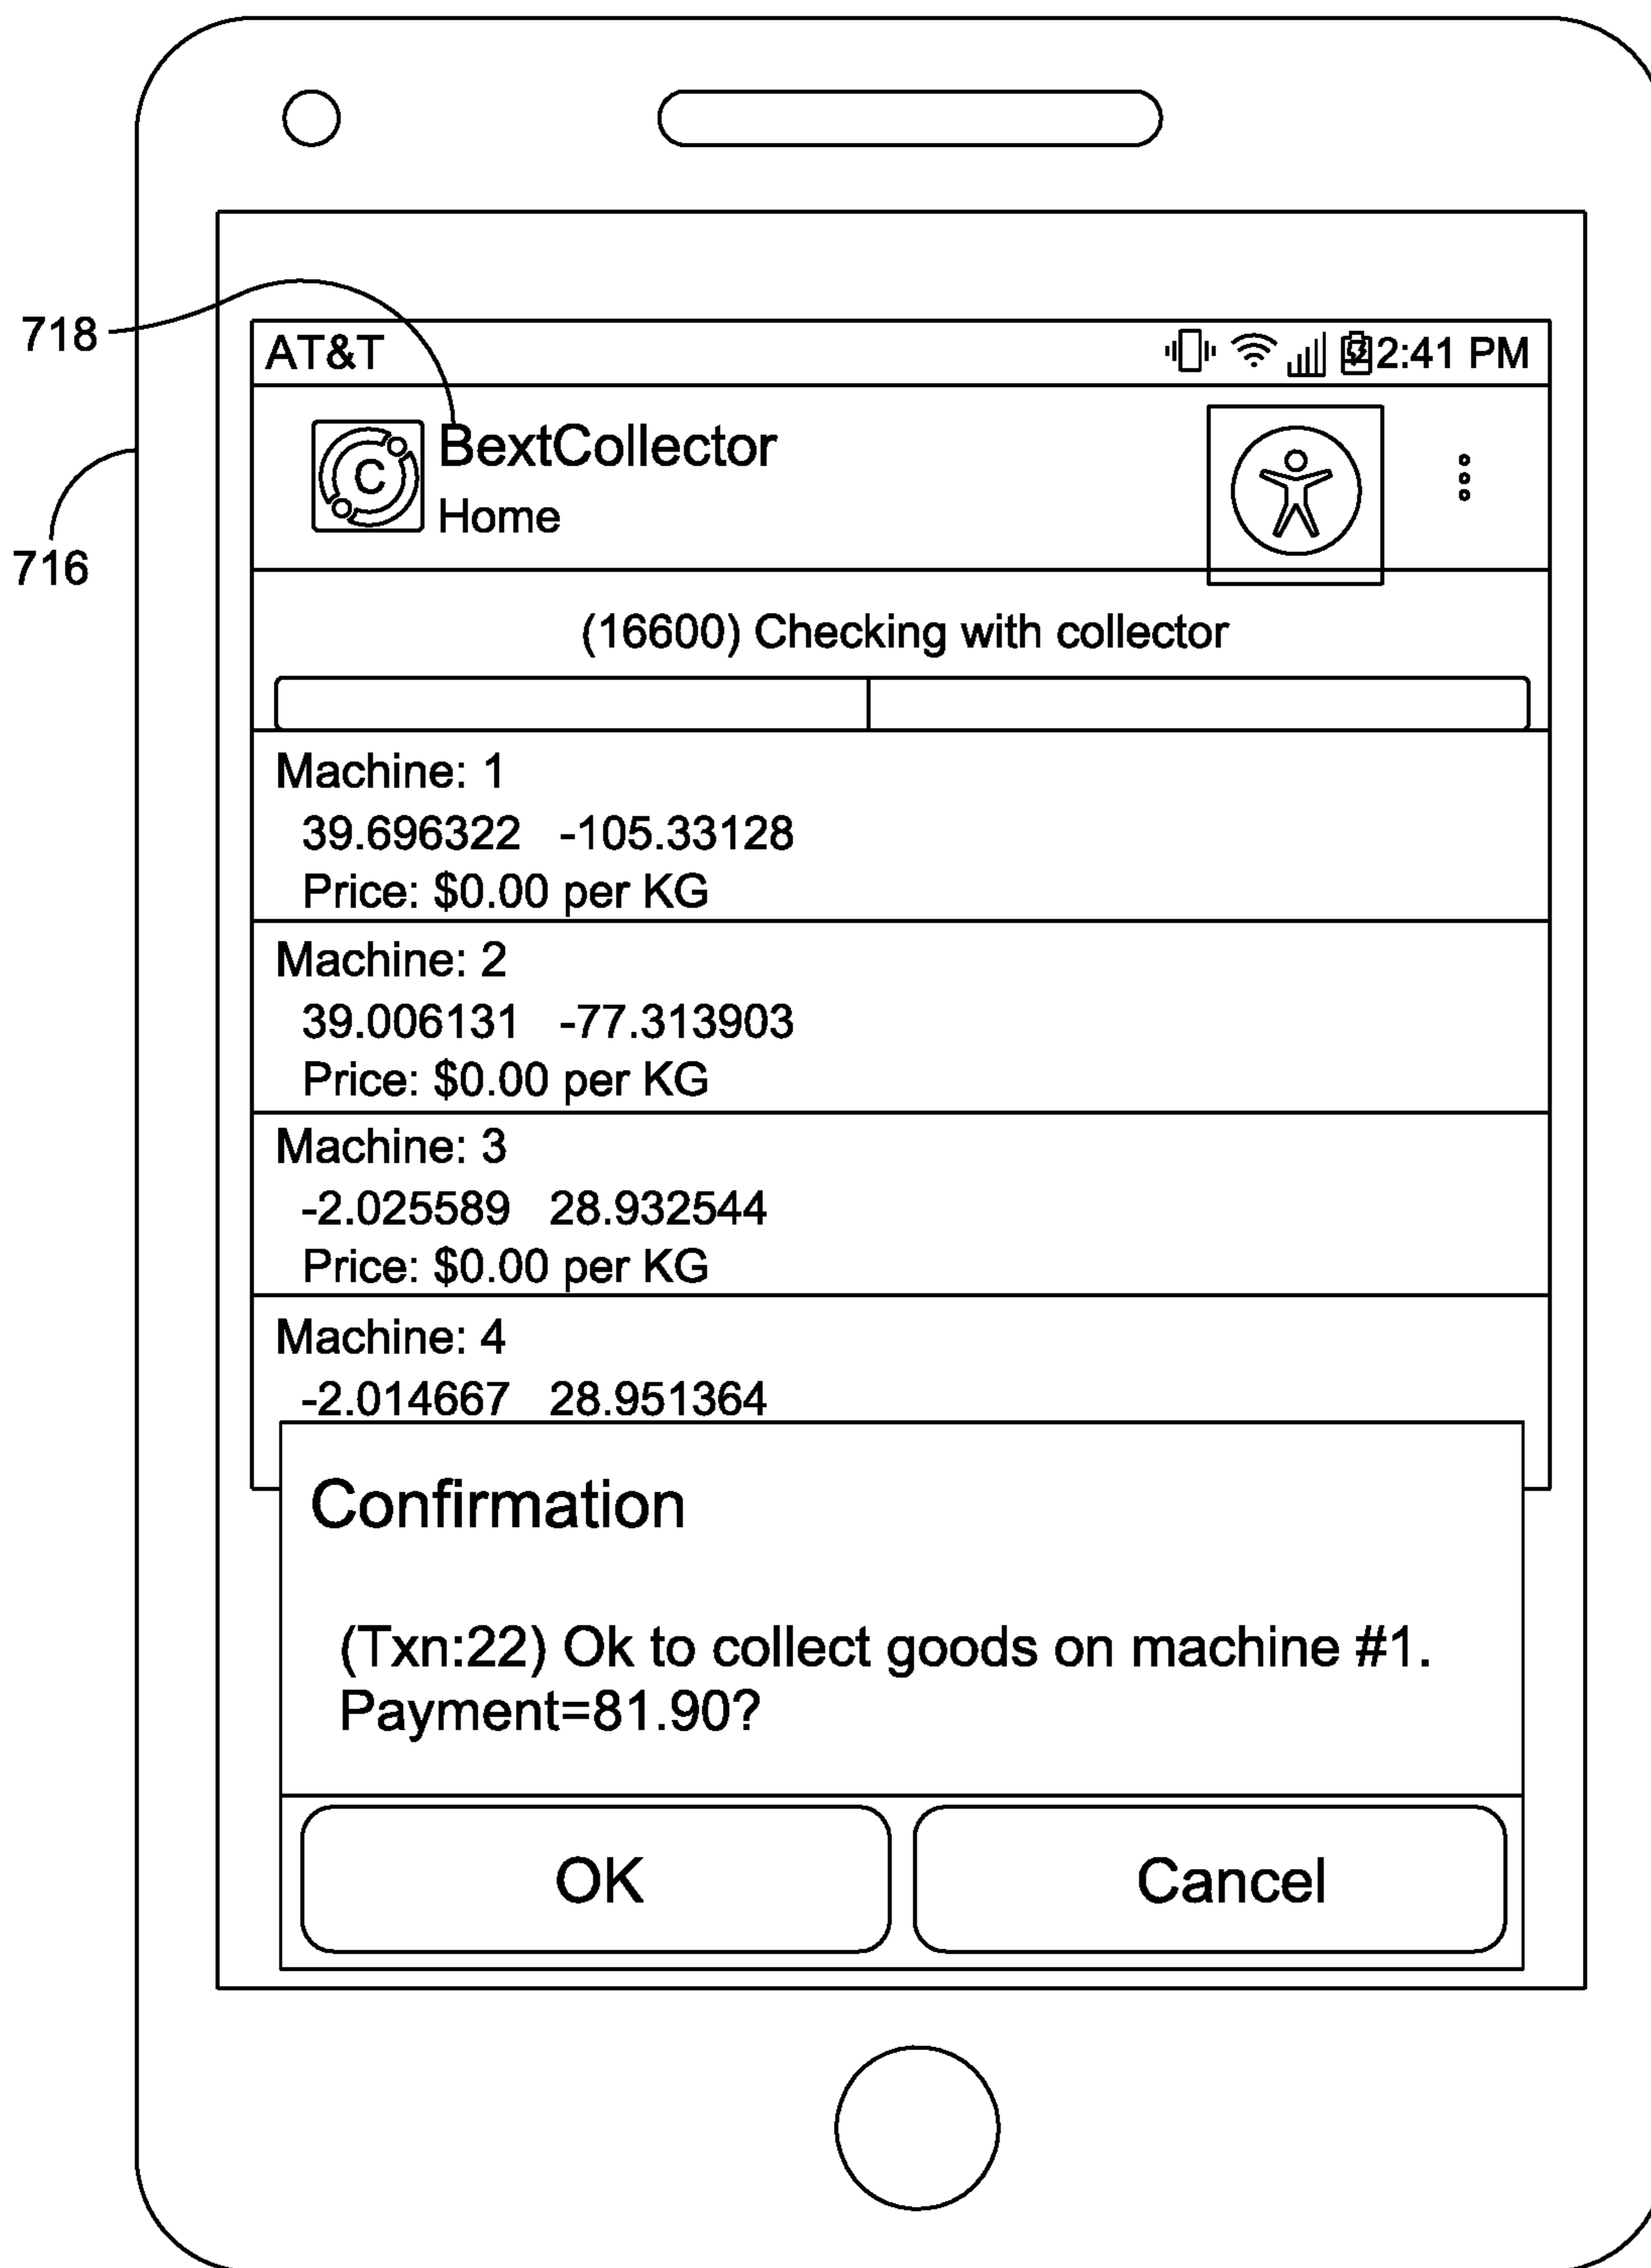 718
AT&T 2:41 PM
C
BextCollector
Home
716
(16600) Checking with collector
Machine: 1
39.696322 -105.33128
Price: $0.00 per KG
Machine: 2
39.006131 -77.313903
Price: $0.00 per KG
Machine: 3
-2.025589 28.932544
Price: $0.00 per KG
Machine: 4
-2.014667 28.951364
Confirmation
(Txn:22) Ok to collect goods on machine #1.
Payment=81.90?
OK Cancel